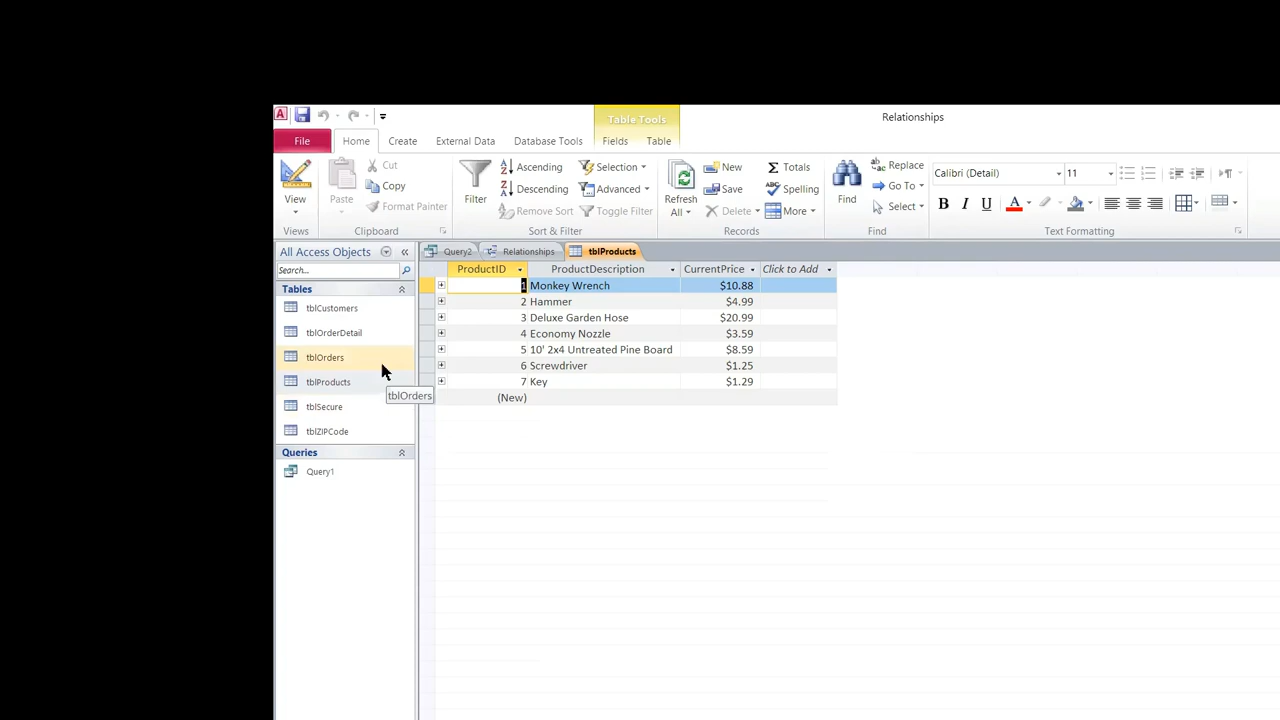 A
Table Tools
Relationships
File Home Create External Data Database Tools Fields Table
View
Views
Paste
Cut
Copy
Format Painter
Clipboard
Filter
Ascending
Descending
Remove Sort
Selection
Advanced
Toggle Filter
Sort & Filter
Refresh
All
New
Save
Delete
Totals
Spelling
More
Records
Find
Replace
Go To
Select
Find
Calibri (Detail) 11
B I U A
Text Formatting
All Access Objects «
Search...
Tables
tblCustomers
tblOrderDetail
tblOrders
tblProducts
tblOrders
tblSecure
tblZIPCode
Queries
Query1
Query2 Relationships tblProducts
ProductID ProductDescription CurrentPrice Click to Add
1 Monkey Wrench $10.88
2 Hammer $4.99
3 Deluxe Garden Hose $20.99
4 Economy Nozzle $3.59
5 10' 2x4 Untreated Pine Board $8.59
6 Screwdriver $1.25
7 Key $1.29
(New)